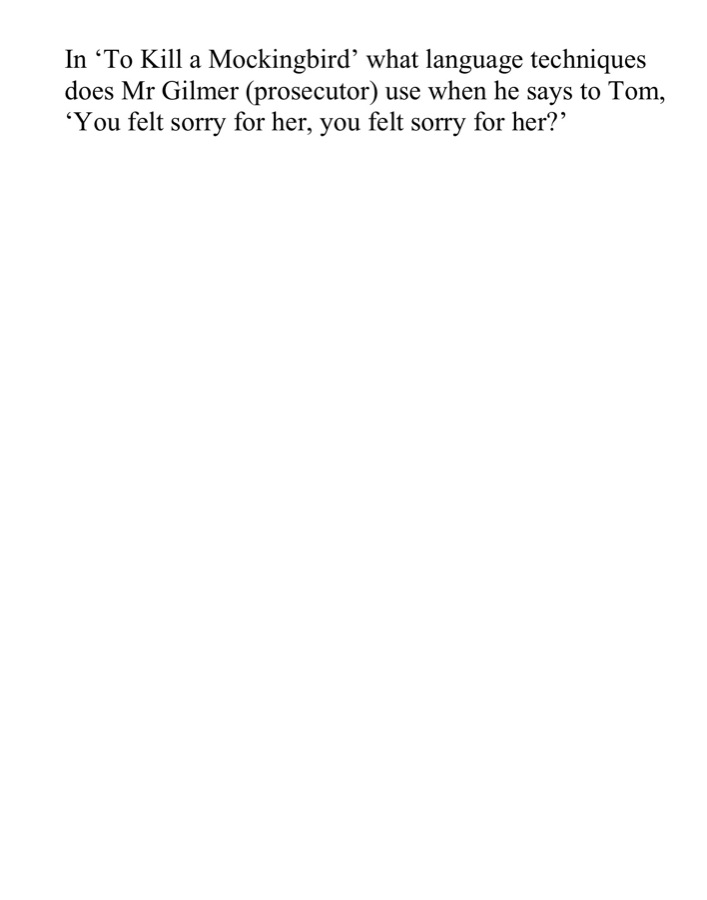 In ‘To Kill a Mockingbird’ what language techniques
does Mr Gilmer (prosecutor) use when he says to Tom,
‘You felt sorry for her, you felt sorry for her?’